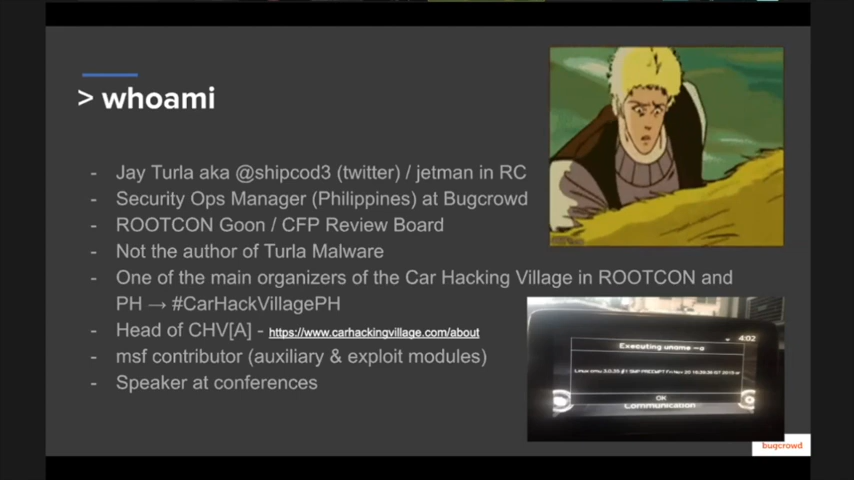 > whoami
- Jay Turla aka @shipcod3 (twitter) / jetman in RC
- Security Ops Manager (Philippines) at Bugcrowd
- ROOTCON Goon / CFP Review Board
- Not the author of Turla Malware
- One of the main organizers of the Car Hacking Village in ROOTCON and
PH → #CarHackVillagePH
- Head of CHV[A] - https://www.carhackingvillage.com/about
- msf contributor (auxiliary & exploit modules)
- Speaker at conferences
4:02
Executing uname -a
OK
Communication
bugcrowd